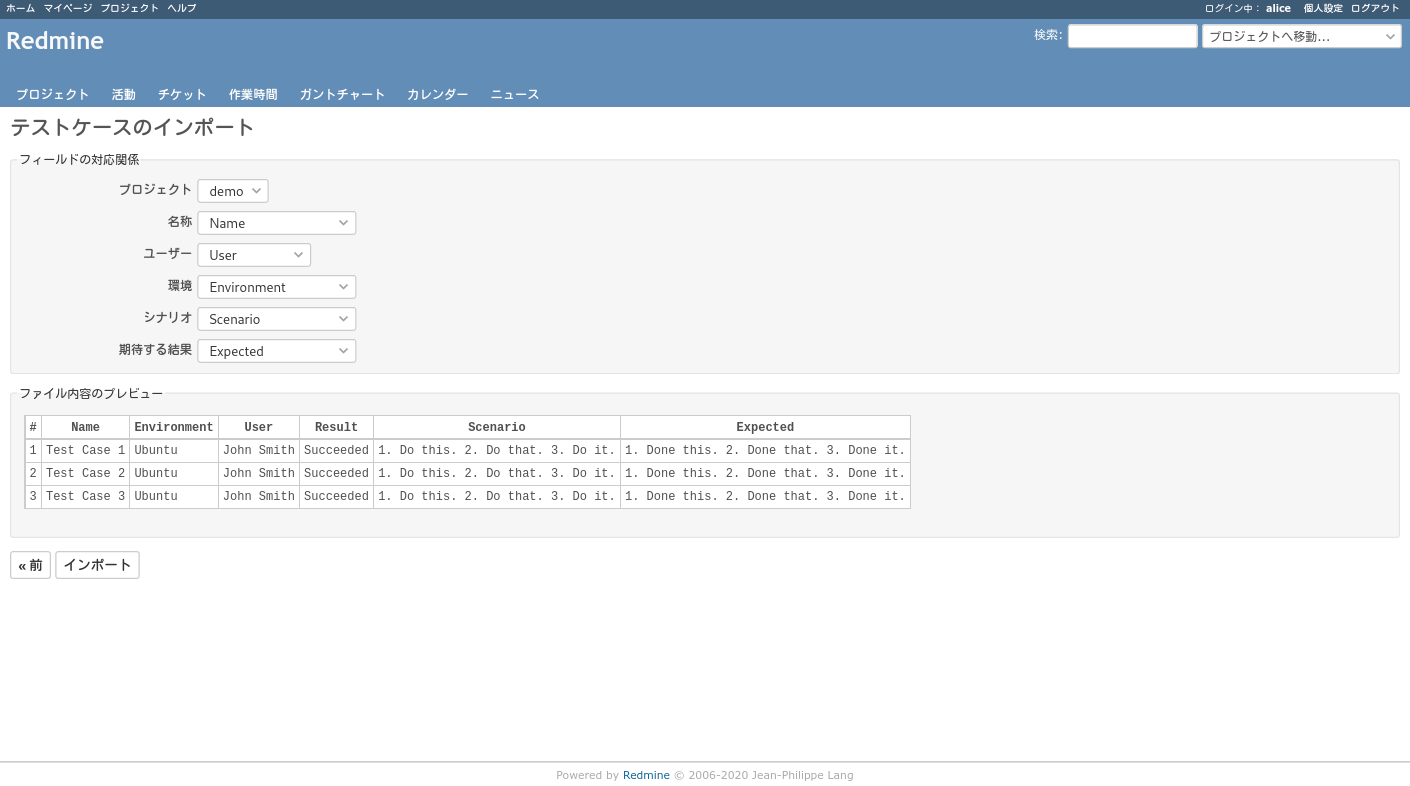 ホーム マイページ プロジェクト ヘルプ ログイン中： alice 個人設定 ログアウト
Redmine 検索: プロジェクトへ移動...
プロジェクト 活動 チケット 作業時間 ガントチャート カレンダー ニュース
テストケースのインポート
フィールドの対応関係
プロジェクト demo
名称 Name
ユーザー User
環境 Environment
シナリオ Scenario
期待する結果 Expected
ファイル内容のプレビュー
# Name Environment User Result Scenario Expected
1 Test Case 1 Ubuntu John Smith Succeeded 1. Do this. 2. Do that. 3. Do it. 1. Done this. 2. Done that. 3. Done it.
2 Test Case 2 Ubuntu John Smith Succeeded 1. Do this. 2. Do that. 3. Do it. 1. Done this. 2. Done that. 3. Done it.
3 Test Case 3 Ubuntu John Smith Succeeded 1. Do this. 2. Do that. 3. Do it. 1. Done this. 2. Done that. 3. Done it.
« 前 インポート
Powered by Redmine © 2006-2020 Jean-Philippe Lang